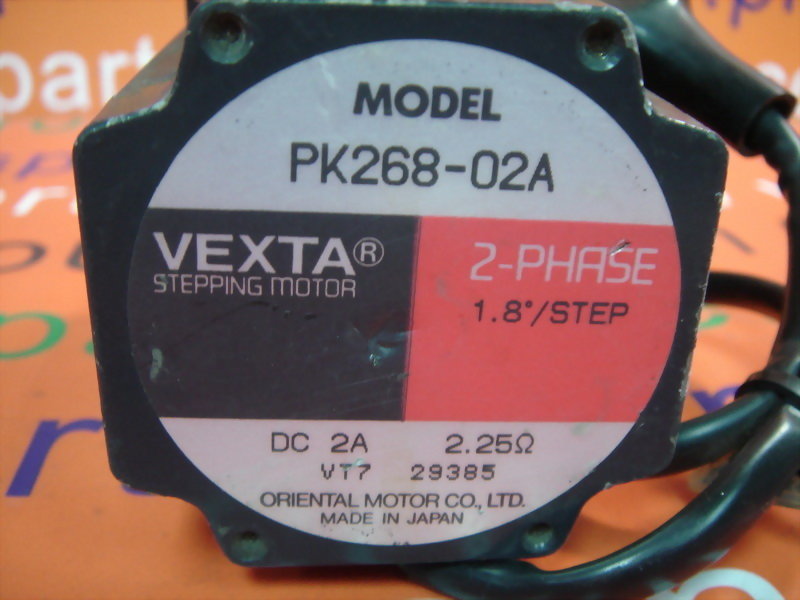 part
MODEL
PK268-02A
VEXTA®
STEPPING MOTOR
2-PHASE
1.8°/STEP
DC 2A 2.25Ω
VT7 29385
ORIENTAL MOTOR CO., LTD.
MADE IN JAPAN